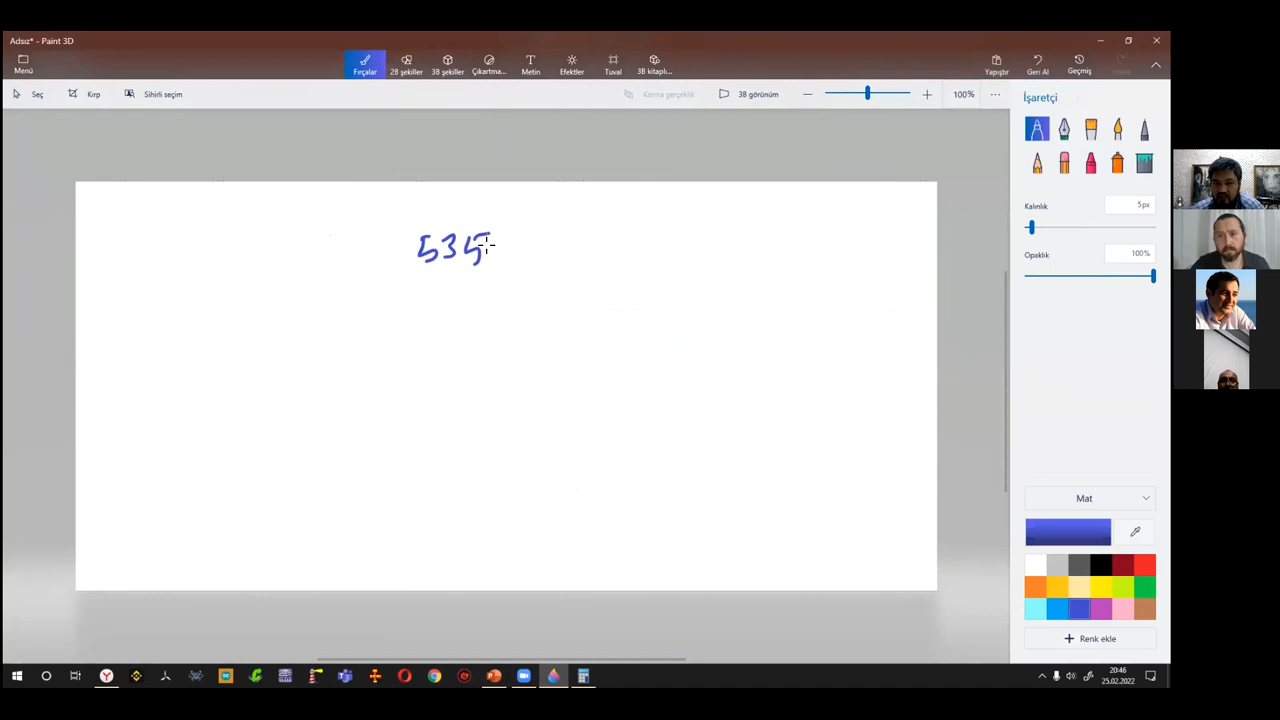 Adsız* - Paint 3D
Menü
Fırçalar
2B şekiller
3B şekiller
Çıkartma...
Metin
Efektler
Tuval
3B kitaplı...
Yapıştır
Geri Al
Geçmiş
Seç
Kırp
Sihirli seçim
Karma gerçeklik
3B görünüm
100%
İşaretçi
Kalınlık
5px
Opaklık
100%
535
Mat
Renk ekle
20:46
25.02.2022